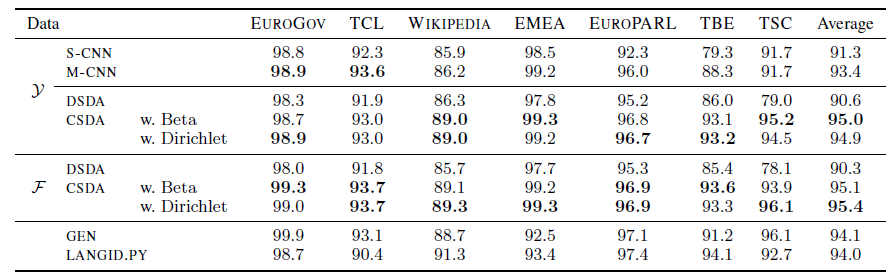 Data EUROGOV TCL WIKIPEDIA EMEA EUROPARL TBE TSC Average
S-CNN 98.8 92.3 85.9 98.5 92.3 79.3 91.7 91.3
M-CNN 98.9 93.6 86.2 99.2 96.0 88.3 91.7 93.4
𝒴
DSDA 98.3 91.9 86.3 97.8 95.2 86.0 79.0 90.6
CSDA w. Beta 98.7 93.0 89.0 99.3 96.8 93.1 95.2 95.0
w. Dirichlet 98.9 93.0 89.0 99.2 96.7 93.2 94.5 94.9
DSDA 98.0 91.8 85.7 97.7 95.3 85.4 78.1 90.3
ℱ CSDA w. Beta 99.3 93.7 89.1 99.2 96.9 93.6 93.9 95.1
w. Dirichlet 99.0 93.7 89.3 99.3 96.9 93.3 96.1 95.4
GEN 99.9 93.1 88.7 92.5 97.1 91.2 96.1 94.1
LANGID.PY 98.7 90.4 91.3 93.4 97.4 94.1 92.7 94.0